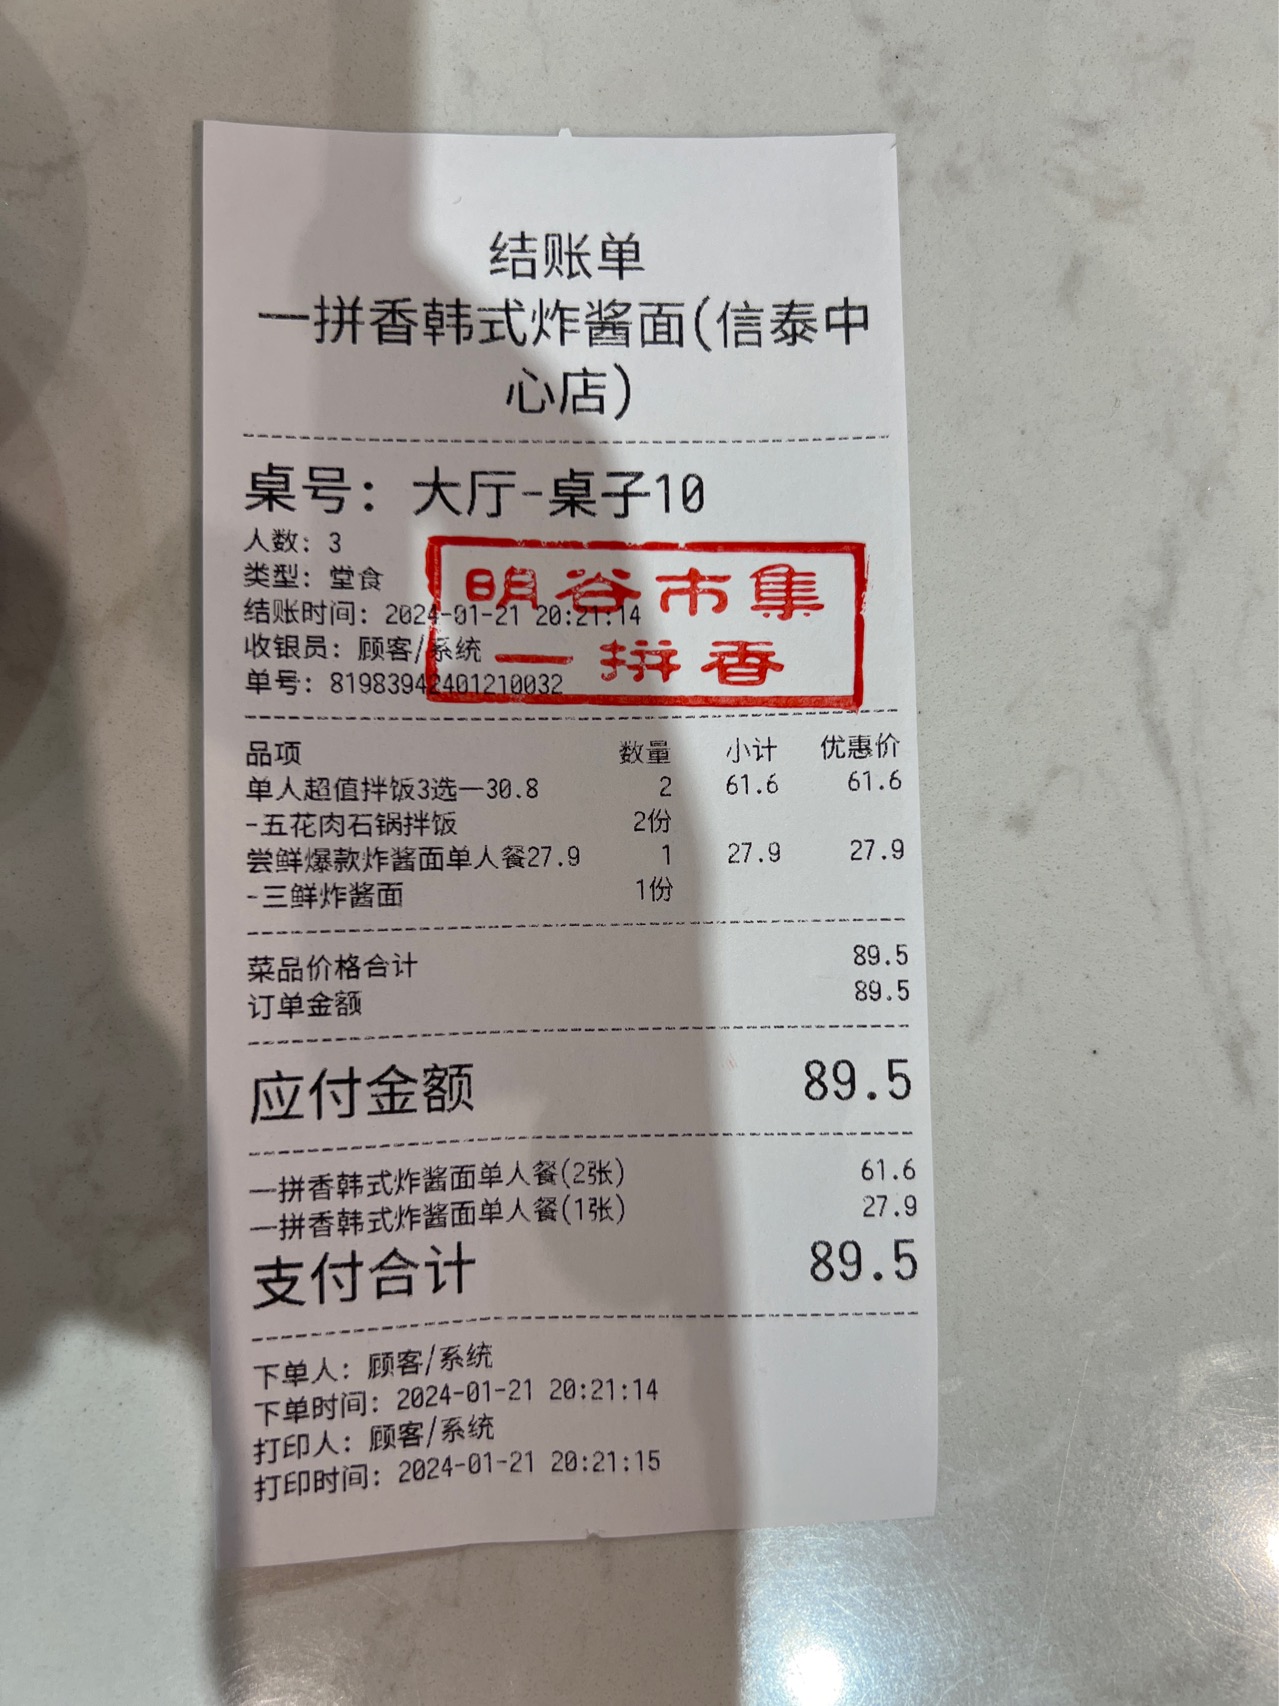 结账单
一拼香韩式炸酱面(信泰中
心店)
桌号：大厅-桌子10
人数：3
类型：堂食
结账时间：2024-01-21 20:21:14
收银员：顾客/系统
单号：81983942401210032
明谷市集
一拼香
品项 数量 小计 优惠价
单人超值拌饭3选一30.8 2 61.6 61.6
-五花肉石锅拌饭 2份
尝鲜爆款炸酱面单人餐27.9 1 27.9 27.9
-三鲜炸酱面 1份
菜品价格合计 89.5
订单金额 89.5
应付金额 89.5
一拼香韩式炸酱面单人餐(2张) 61.6
一拼香韩式炸酱面单人餐(1张) 27.9
支付合计 89.5
下单人：顾客/系统
下单时间：2024-01-21 20:21:14
打印人：顾客/系统
打印时间：2024-01-21 20:21:15